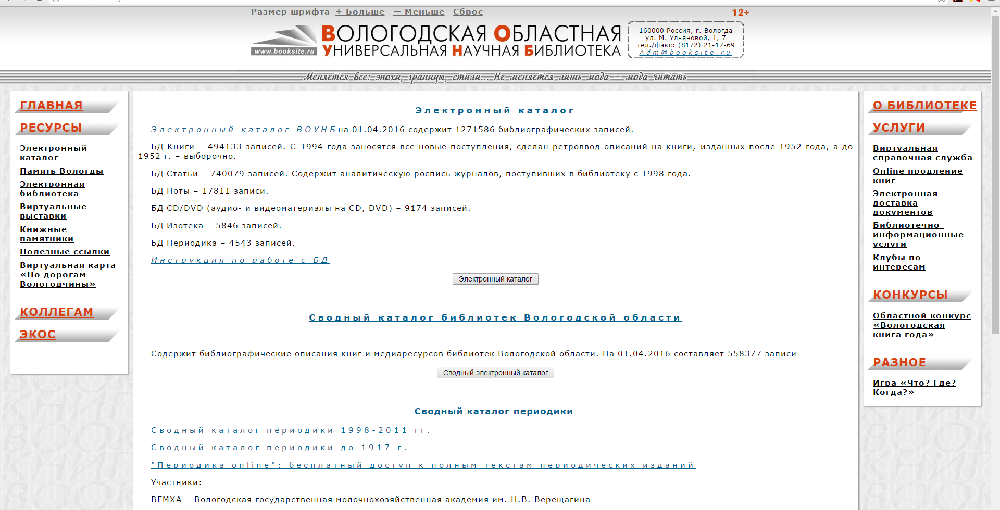 Размер шрифта + Больше — Меньше Сброс
12+
www.booksite.ru
ВОЛОГОДСКАЯ ОБЛАСТНАЯ
УНИВЕРСАЛЬНАЯ НАУЧНАЯ БИБЛИОТЕКА
160000 Россия, г. Вологда
ул. М. Ульяновой, 1, 7
тел./факс: (8172) 21-17-69
Adm@booksite.ru
Меняется все: эпохи, границы, стили... Не меняется лишь мода – мода читать
ГЛАВНАЯ
РЕСУРСЫ
Электронный
каталог
Память Вологды
Электронная
библиотека
Виртуальные
выставки
Книжные
памятники
Полезные ссылки
Виртуальная карта
«По дорогам
Вологодчины»
КОЛЛЕГАМ
ЭКОС
Электронный каталог
Электронный каталог ВОУНБ на 01.04.2016 содержит 1271586 библиографических записей.
БД Книги – 494133 записей. С 1994 года заносятся все новые поступления, сделан ретроввод описаний на книги, изданных после 1952 года, а до
1952 г. – выборочно.
БД Статьи – 740079 записей. Содержит аналитическую роспись журналов, поступивших в библиотеку с 1998 года.
БД Ноты – 17811 записи.
БД CD/DVD (аудио- и видеоматериалы на CD, DVD) – 9174 записей.
БД Изотека – 5846 записей.
БД Периодика – 4543 записей.
Инструкция по работе с БД
Электронный каталог
Сводный каталог библиотек Вологодской области
Содержит библиографические описания книг и медиаресурсов библиотек Вологодской области. На 01.04.2016 составляет 558377 записи
Сводный электронный каталог
Сводный каталог периодики
Сводный каталог периодики 1998-2011 гг.
Сводный каталог периодики до 1917 г.
"Периодика online": бесплатный доступ к полным текстам периодических изданий
Участники:
ВГМХА – Вологодская государственная молочнохозяйственная академия им. Н.В. Верещагина
О БИБЛИОТЕКЕ
УСЛУГИ
Виртуальная
справочная служба
Online продление
книг
Электронная
доставка
документов
Библиотечно-
информационные
услуги
Клубы по
интересам
КОНКУРСЫ
Областной конкурс
«Вологодская
книга года»
РАЗНОЕ
Игра «Что? Где?
Когда?»